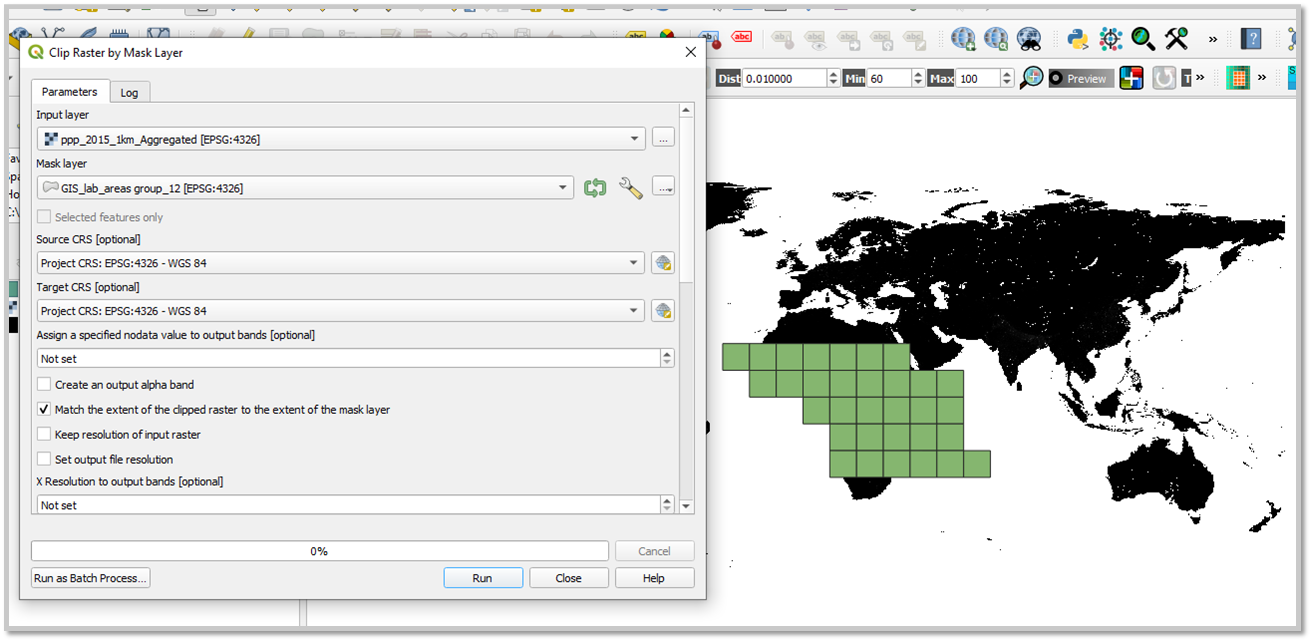 Clip Raster by Mask Layer
abc
abc
abc
»
?
Dist 0.010000 Min 60 Max 100 Preview T » »
Parameters Log
Input layer
ppp_2015_1km_Aggregated [EPSG:4326]
...
Mask layer
GIS_lab_areas group_12 [EPSG:4326]
...
Selected features only
Source CRS [optional]
Project CRS: EPSG:4326 - WGS 84
Target CRS [optional]
Project CRS: EPSG:4326 - WGS 84
Assign a specified nodata value to output bands [optional]
Not set
Create an output alpha band
Match the extent of the clipped raster to the extent of the mask layer
Keep resolution of input raster
Set output file resolution
X Resolution to output bands [optional]
Not set
0%
Cancel
Run as Batch Process...
Run
Close
Help